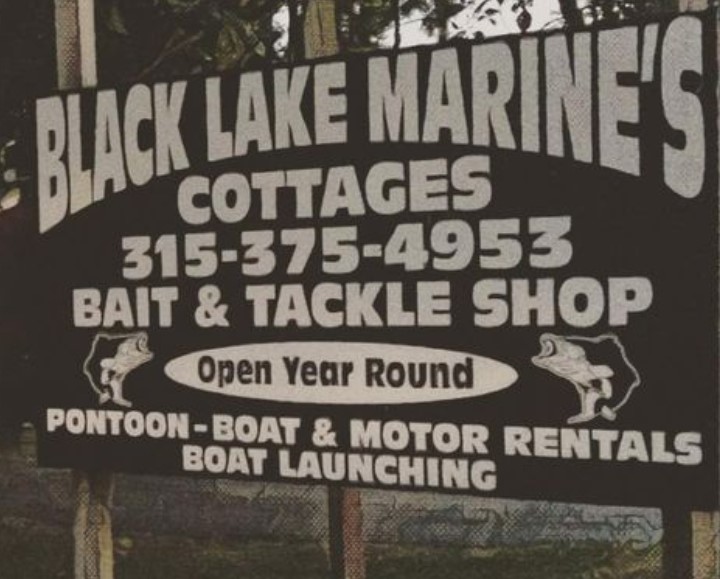 BLACK LAKE MARINE'S
COTTAGES
315-375-4953
BAIT & TACKLE SHOP
Open Year Round
PONTOON-BOAT & MOTOR RENTALS
BOAT LAUNCHING